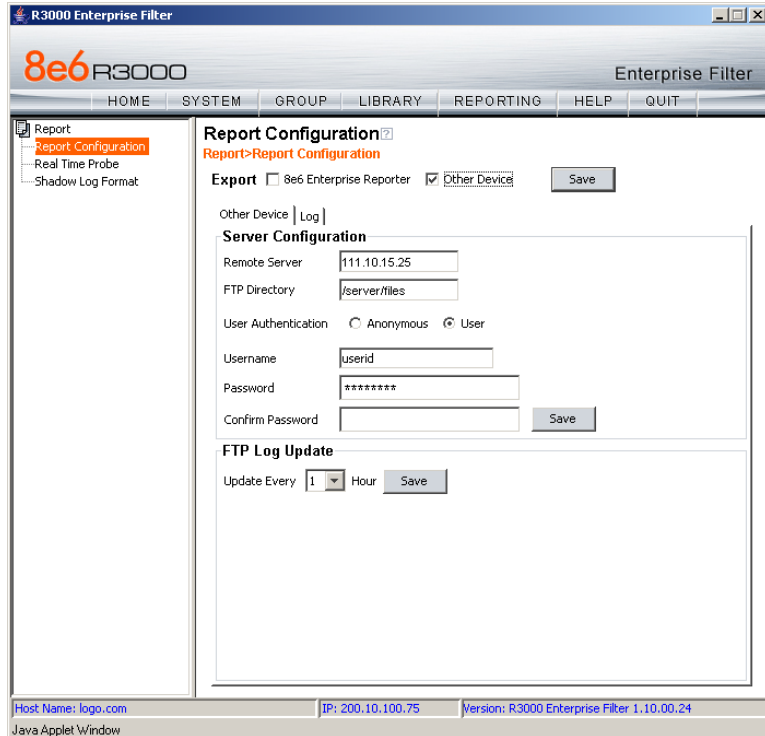 R3000 Enterprise Filter
8e6 R3000
Enterprise Filter
HOME SYSTEM GROUP LIBRARY REPORTING HELP QUIT
Report
Report Configuration
Real Time Probe
Shadow Log Format
Report Configuration ?
Report>Report Configuration
Export 8e6 Enterprise Reporter Other Device Save
Other Device Log
Server Configuration
Remote Server 111.10.15.25
FTP Directory /server/files
User Authentication Anonymous User
Username userid
Password ********
Confirm Password Save
FTP Log Update
Update Every 1 Hour Save
Host Name: logo.com IP: 200.10.100.75 Version: R3000 Enterprise Filter 1.10.00.24
Java Applet Window